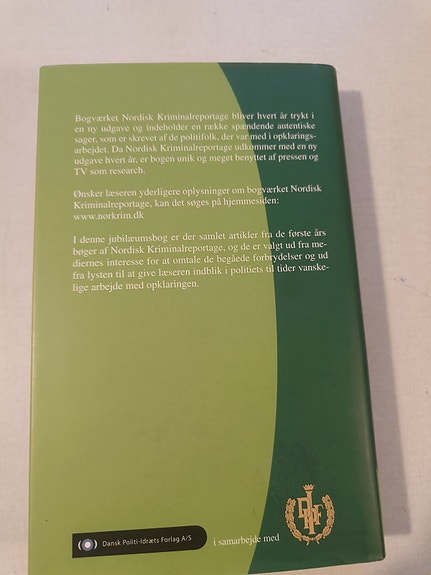 Bogværket Nordisk Kriminalreportage bliver hvert år trykt i
en ny udgave og indeholder en række spændende autentiske
sager, som er skrevet af de politifolk, der var med i opklarings-
arbejdet. Da Nordisk Kriminalreportage udkommer med en ny
udgave hvert år, er bogen unik og meget benyttet af pressen og
TV som research.
Ønsker læseren yderligere oplysninger om bogværket Nordisk
Kriminalreportage, kan det søges på hjemmesiden:
www.norkrim.dk
I denne jubilæumsbog er der samlet artikler fra de første års
bøger af Nordisk Kriminalreportage, og de er valgt ud fra me-
diernes interesse for at omtale de begåede forbrydelser og ud
fra lysten til at give læseren indblik i politiets til tider vanske-
lige arbejde med opklaringen.
Dansk Politi-Idræts Forlag A/S
i samarbejde med